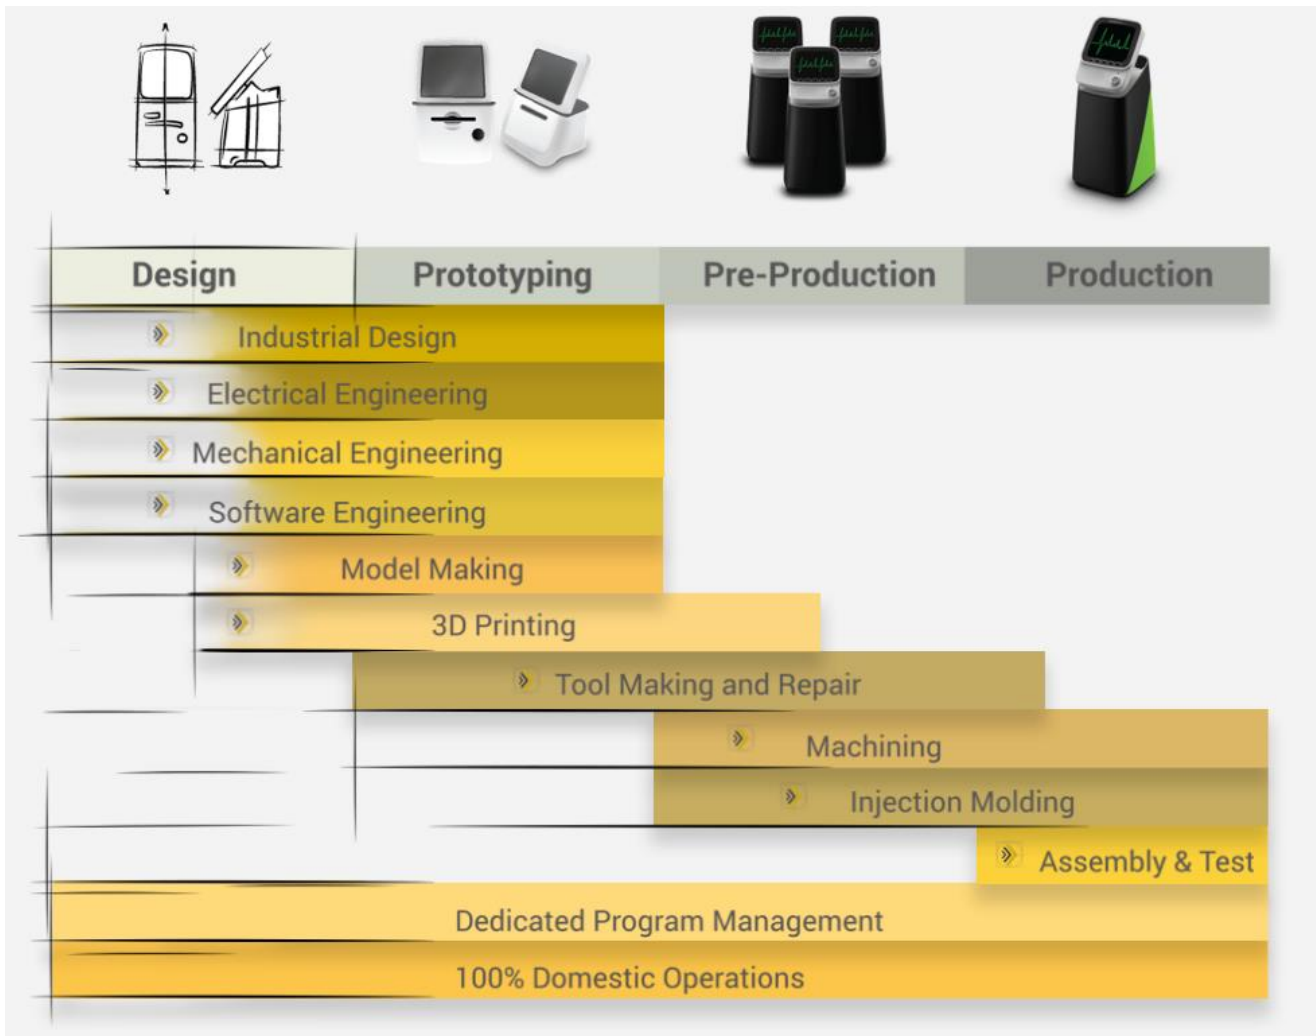 Design
Prototyping
Pre-Production
Production
Industrial Design
Electrical Engineering
Mechanical Engineering
Software Engineering
Model Making
3D Printing
Tool Making and Repair
Machining
Injection Molding
Assembly & Test
Dedicated Program Management
100% Domestic Operations